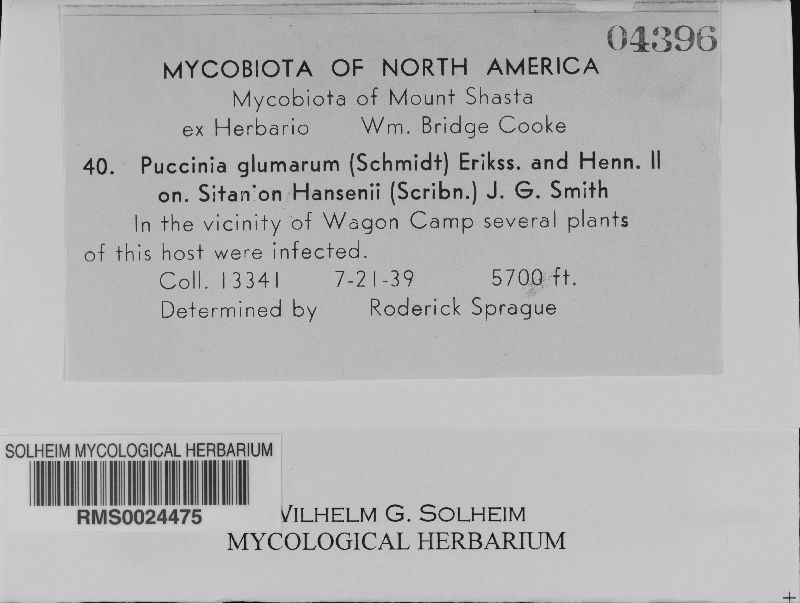 04396
MYCOBIOTA OF NORTH AMERICA
Mycobiota of Mount Shasta
ex Herbario Wm. Bridge Cooke
40. Puccinia glumarum (Schmidt) Erikss. and Henn. II
on. Sitan'on Hansenii (Scribn.) J. G. Smith
In the vicinity of Wagon Camp several plants
of this host were infected.
Coll. 13341 7-21-39 5700 ft.
Determined by Roderick Sprague
SOLHEIM MYCOLOGICAL HERBARIUM
RMS0024475
WILHELM G. SOLHEIM
MYCOLOGICAL HERBARIUM